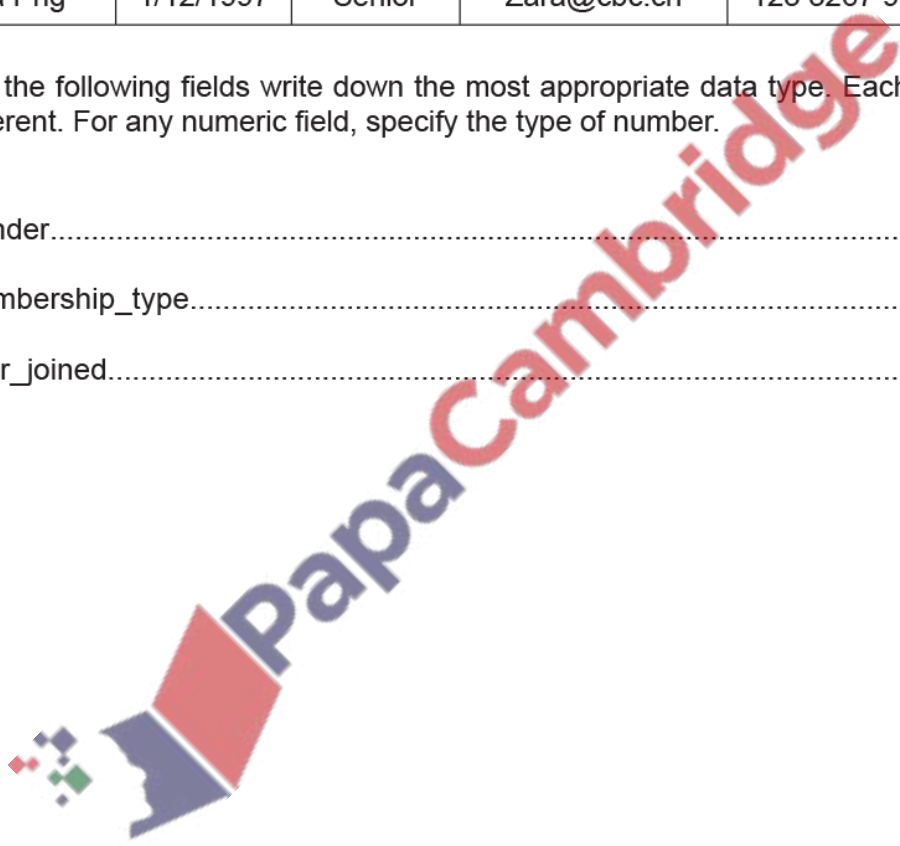 1/12/1997 Senior Zara@cbc.cn
the following fields write down the most appropriate data type. Each
erent. For any numeric field, specify the type of number.
nder
mbership_type
r_joined
PapaCambridge